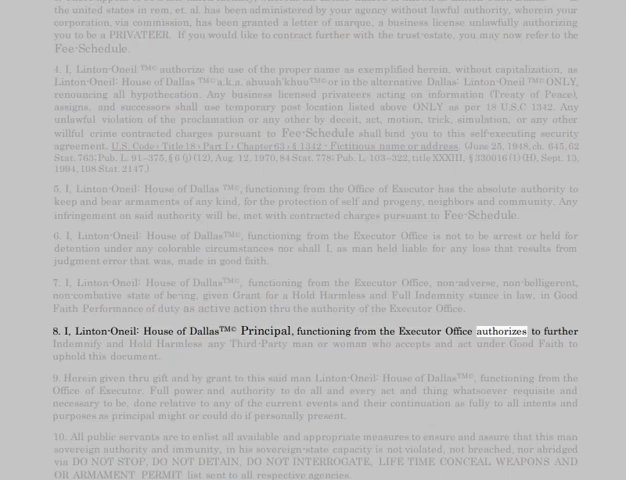 the united states in rem, et. al. has been administered by your agency without lawful authority, wherein your
corporation, via commission, has been granted a letter of marque, a business license unlawfully authorizing
you to be a PRIVATEER. If you would like to contract further with the trust/estate, you may now refer to the
Fee-Schedule.
4. I, Linton-Oneil ™© authorize the use of the proper name as exemplified herein, without capitalization, as
Linton-Oneil: House of Dallas ™© a.k.a. ahuuah'khuu™© or in the alternative Dallas: Linton-Oneil ™© ONLY,
renouncing all hypothecation. Any business licensed privateers acting on information (Treaty of Peace),
assigns, and successors shall use temporary post location listed above ONLY as per 18 U.S.C 1342. Any
unlawful violation of the proclamation or any other by deceit, act, motion, trick, simulation, or any other
willful crime contracted charges pursuant to Fee-Schedule shall bind you to this self-executing security
agreement. U.S. Code › Title 18 › Part I › Chapter 63 › § 1342 - Fictitious name or address. (June 25, 1948, ch. 645, 62
Stat. 763; Pub. L. 91–375, § 6 (j) (12), Aug. 12, 1970, 84 Stat. 778; Pub. L. 103–322, title XXXIII, § 330016 (1) (H), Sept. 13,
1994, 108 Stat. 2147.)
5. I, Linton-Oneil: House of Dallas ™©, functioning from the Office of Executor has the absolute authority to
keep and bear armaments of any kind, for the protection of self and progeny, neighbors and community. Any
infringement on said authority will be, met with contracted charges pursuant to Fee-Schedule.
6. I, Linton-Oneil: House of Dallas™©, functioning from the Executor Office is not to be arrest or held for
detention under any colorable circumstances nor shall I, as man held liable for any loss that results from
judgment error that was, made in good faith.
7. I, Linton-Oneil: House of Dallas™©, functioning from the Executor Office, non-adverse, non-belligerent,
non-combative state of be-ing, given Grant for a Hold Harmless and Full Indemnity stance in law, in Good
Faith Performance of duty as active action thru the authority of the Executor Office.
8. I, Linton-Oneil: House of Dallas™© Principal, functioning from the Executor Office authorizes to further
Indemnify and Hold Harmless any Third-Party man or woman who accepts and act under Good Faith to
uphold this document.
9. Herein given thru gift and by grant to this said man Linton-Oneil: House of Dallas™©, functioning from the
Office of Executor. Full power and authority to do all and every act and thing whatsoever requisite and
necessary to be, done relative to any of the current events and their continuation as fully to all intents and
purposes as principal might or could do if personally present.
10. All public servants are to enlist all available and appropriate measures to ensure and assure that this man
sovereign authority and immunity, in his sovereign-state capacity is not-violated, not breached, nor abridged
via DO NOT STOP, DO NOT DETAIN, DO NOT INTERROGATE, LIFE TIME CONCEAL WEAPONS AND
OR ARMAMENT PERMIT list sent to all respective agencies.